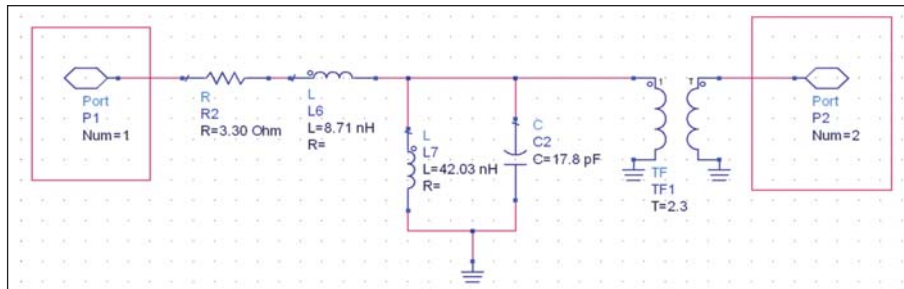 Port
P1
Num=1
R
R2
R=3.30 Ohm
L
L6
L=8.71 nH
R=
L
L7
L=42.03 nH
R=
C
C2
C=17.8 pF
1
T
TF
TF1
T=2.3
Port
P2
Num=2